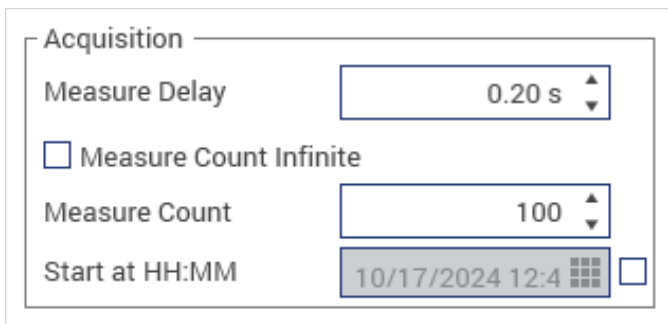 Acquisition
Measure Delay 0.20 s
Measure Count Infinite
Measure Count 100
Start at HH:MM 10/17/2024 12:4